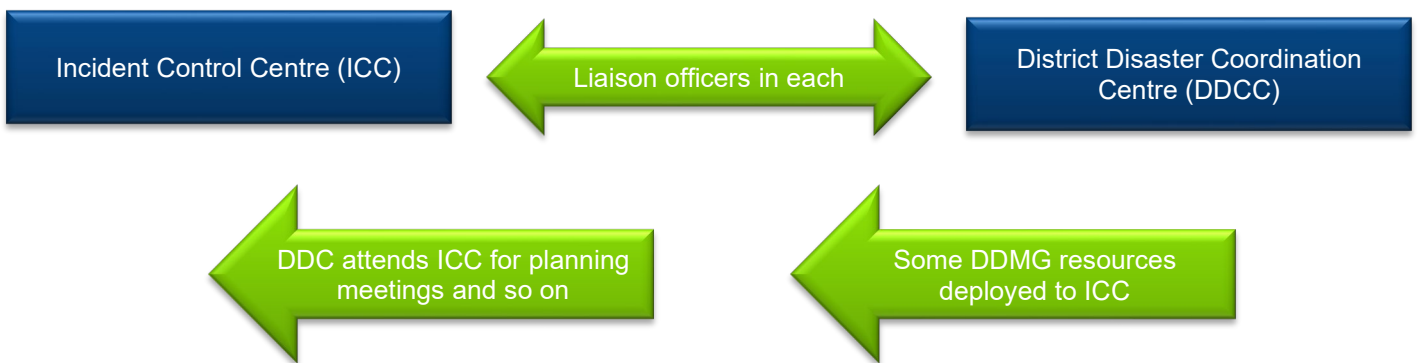 Incident Control Centre (ICC)
Liaison officers in each
District Disaster Coordination
Centre (DDCC)
DDC attends ICC for planning
meetings and so on
Some DDMG resources
deployed to ICC